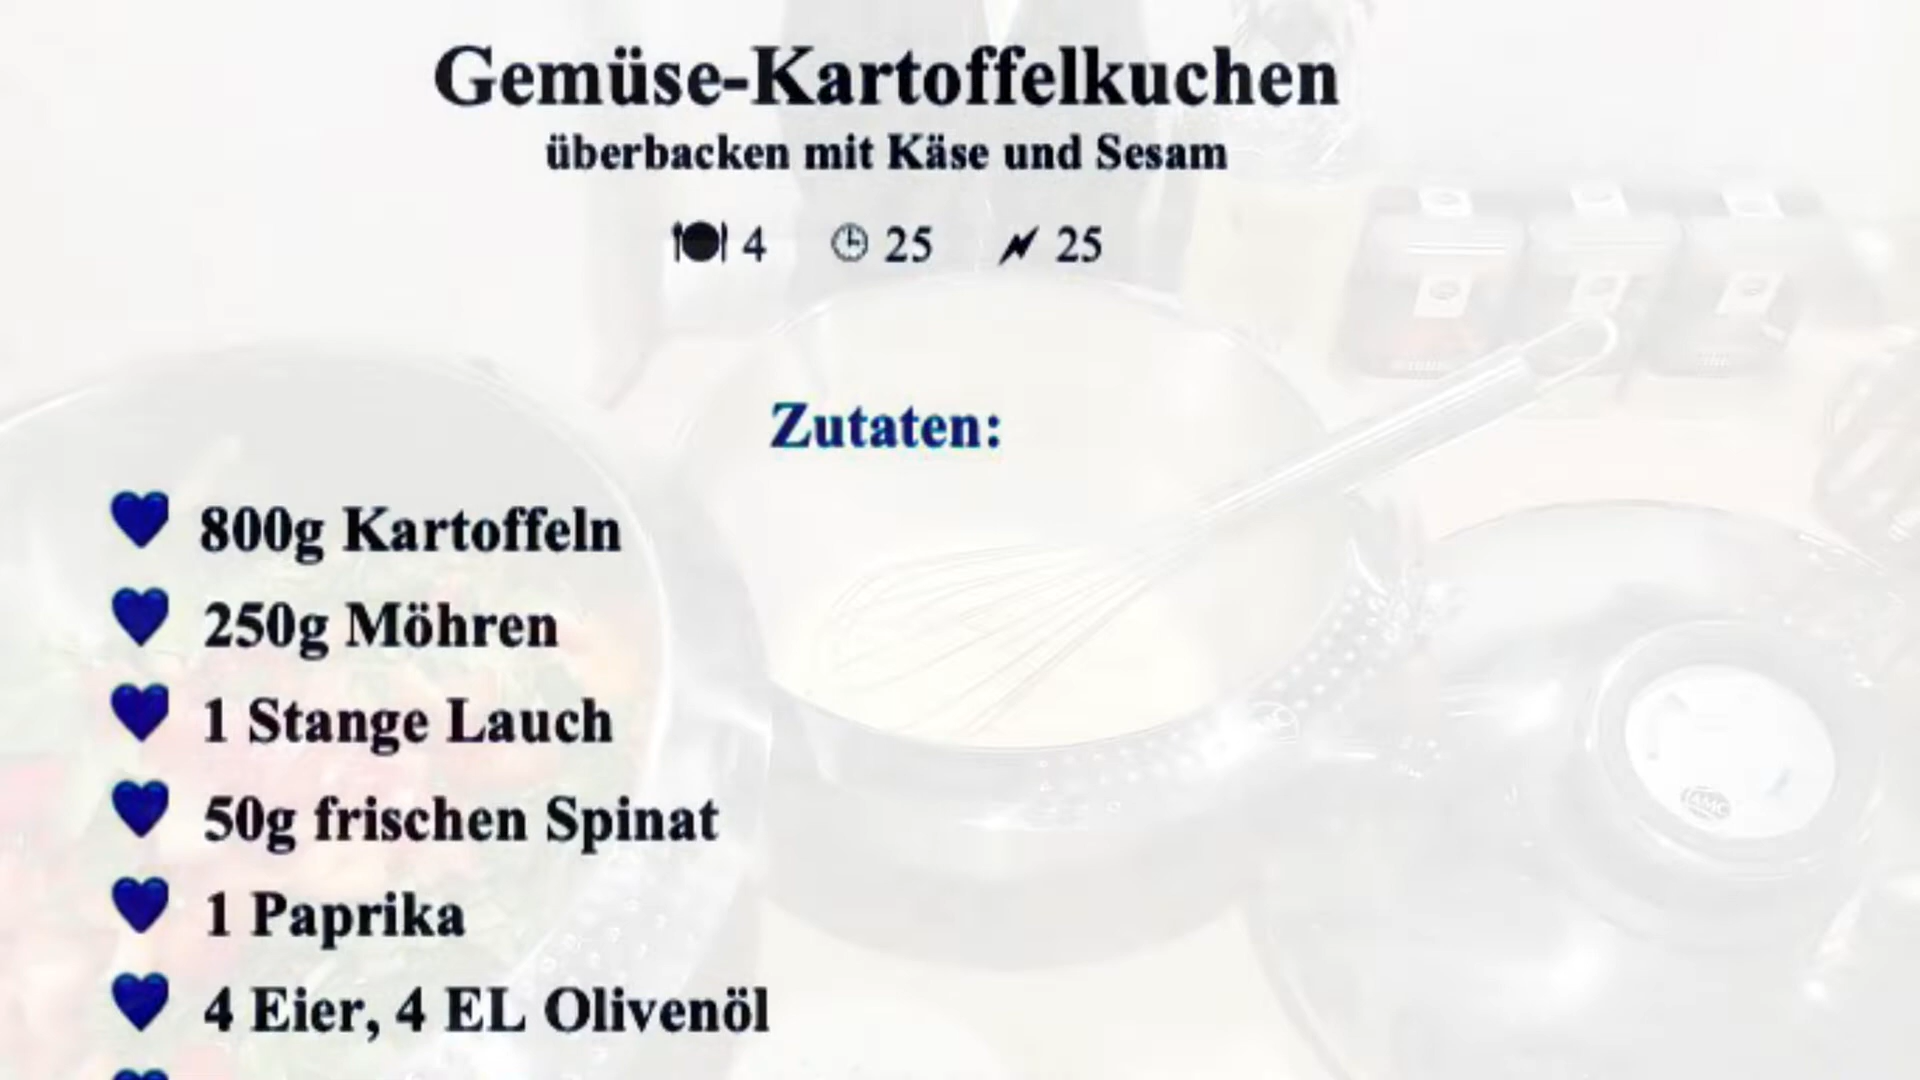 Gemüse-Kartoffelkuchen
überbacken mit Käse und Sesam
🍽 4 🕒 25 25
Zutaten:
800g Kartoffeln
250g Möhren
1 Stange Lauch
50g frischen Spinat
1 Paprika
4 Eier, 4 EL Olivenöl
AMC